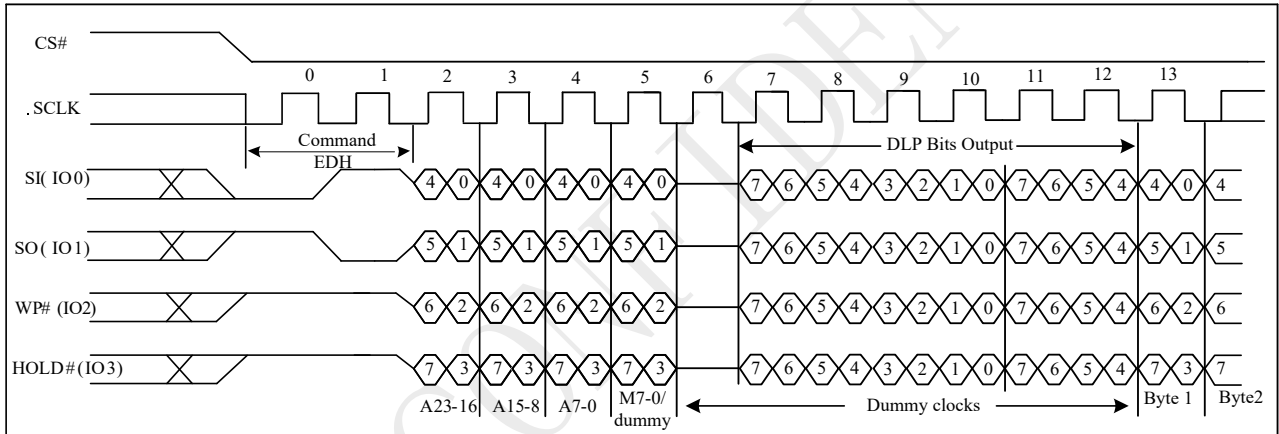 CONFIDEN
CS#
0 1 2 3 4 5 6 7 8 9 10 11 12 13
.SCLK
Command
EDH
DLP Bits Output
SI( IO0) 4 0 4 0 4 0 4 0 7 6 5 4 3 2 1 0 7 6 5 4 4 0 4
SO( IO1) 5 1 5 1 5 1 5 1 7 6 5 4 3 2 1 0 7 6 5 4 5 1 5
WP# (IO2) 6 2 6 2 6 2 6 2 7 6 5 4 3 2 1 0 7 6 5 4 6 2 6
HOLD#(IO3) 7 3 7 3 7 3 7 3 7 6 5 4 3 2 1 0 7 6 5 4 7 3 7
A23-16 A15-8 A7-0 M7-0/
dummy
Dummy clocks Byte 1 Byte2